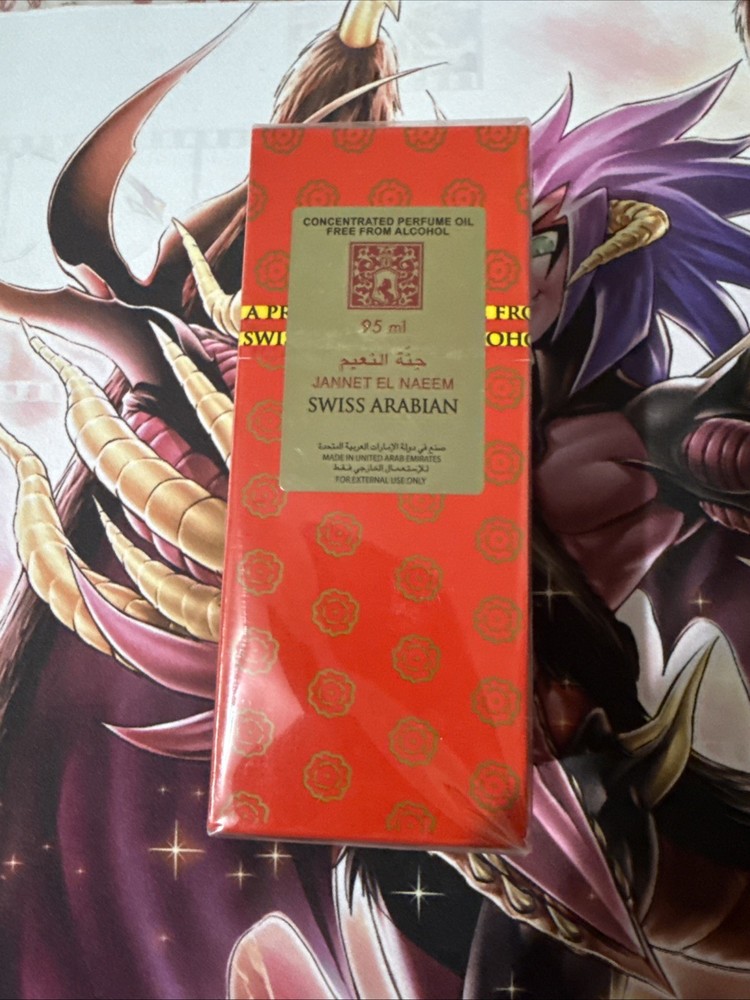 CONCENTRATED PERFUME OIL
FREE FROM ALCOHOL
95 ml
جنّة النعيم
JANNET EL NAEEM
SWISS ARABIAN
صنع في دولة الإمارات العربية المتحدة
MADE IN UNITED ARAB EMIRATES
للإستعمال الخارجي فقط
FOR EXTERNAL USE ONLY
A